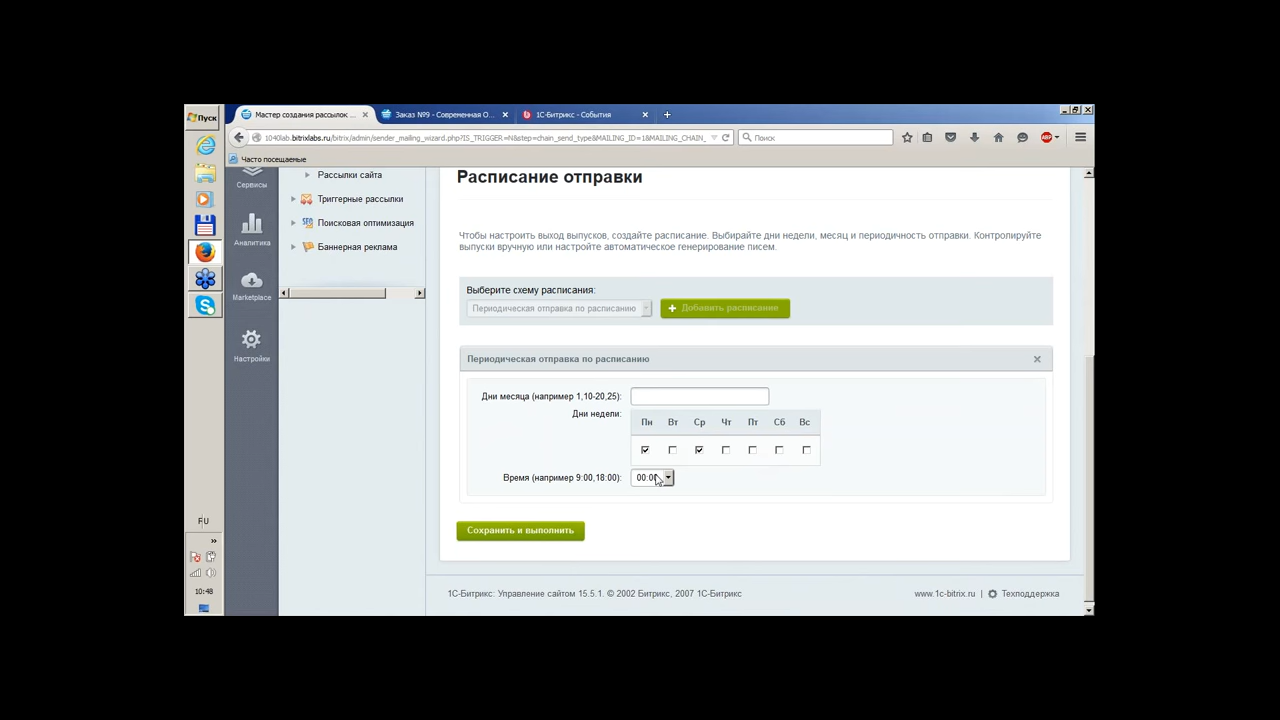 Пуск
Мастер создания рассылок ...
Заказ №9 - Современная О...
1С-Битрикс - События
1040lab.bitrixlabs.ru/bitrix/admin/sender_mailing_wizard.php?IS_TRIGGER=N&step=chain_send_type&MAILING_ID=1&MAILING_CHAIN_
Поиск
ABP
Часто посещаемые
Сервисы
Аналитика
Marketplace
Настройки
Рассылки сайта
Триггерные рассылки
Поисковая оптимизация
Баннерная реклама
Расписание отправки
Чтобы настроить выход выпусков, создайте расписание. Выбирайте дни недели, месяц и периодичность отправки. Контролируйте
выпуски вручную или настройте автоматическое генерирование писем.
Выберите схему расписания:
Периодическая отправка по расписанию
Добавить расписание
Периодическая отправка по расписанию
Дни месяца (например 1,10-20,25):
Дни недели:
Пн Вт Ср Чт Пт Сб Вс
Время (например 9:00,18:00):
00:00
Сохранить и выполнить
1С-Битрикс: Управление сайтом 15.5.1. © 2002 Битрикс, 2007 1С-Битрикс
www.1c-bitrix.ru | Техподдержка
RU
10:48